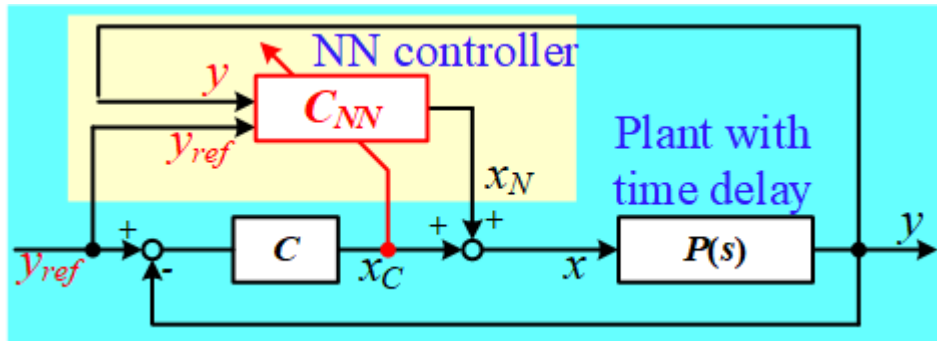 NN controller
y
C_NN
y_ref
x_N
Plant with
time delay
+
+
+
y_ref
-
C
x_C
x
P(s)
y